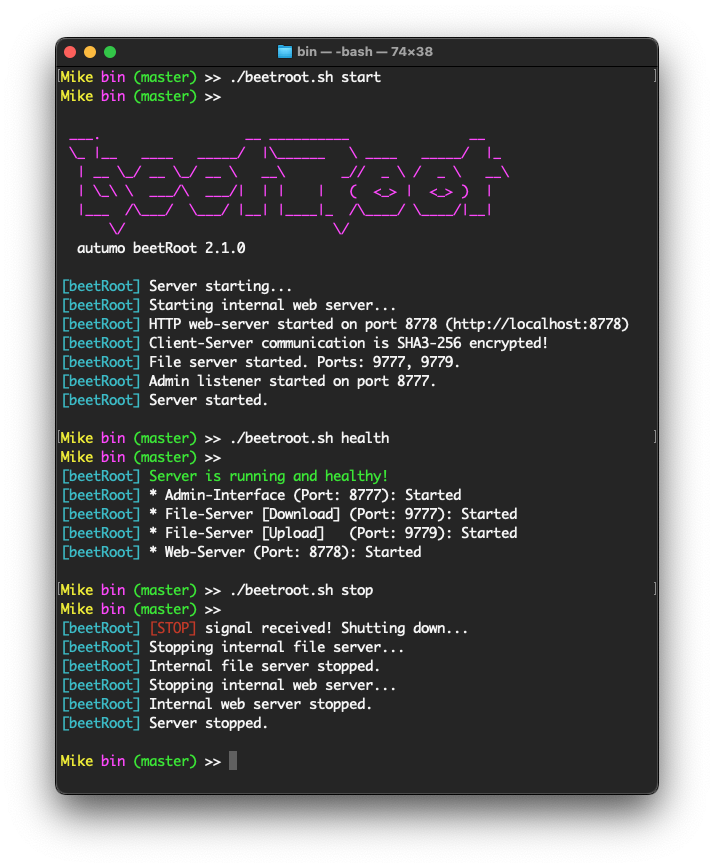 bin — -bash — 74×38
Mike bin (master) >> ./beetroot.sh start
Mike bin (master) >>
beetRoot
autumo beetRoot 2.1.0
[beetRoot] Server starting...
[beetRoot] Starting internal web server...
[beetRoot] HTTP web-server started on port 8778 (http://localhost:8778)
[beetRoot] Client-Server communication is SHA3-256 encrypted!
[beetRoot] File server started. Ports: 9777, 9779.
[beetRoot] Admin listener started on port 8777.
[beetRoot] Server started.
Mike bin (master) >> ./beetroot.sh health
Mike bin (master) >>
[beetRoot] Server is running and healthy!
[beetRoot] * Admin-Interface (Port: 8777): Started
[beetRoot] * File-Server [Download] (Port: 9777): Started
[beetRoot] * File-Server [Upload]   (Port: 9779): Started
[beetRoot] * Web-Server (Port: 8778): Started
Mike bin (master) >> ./beetroot.sh stop
Mike bin (master) >>
[beetRoot] [STOP] signal received! Shutting down...
[beetRoot] Stopping internal file server...
[beetRoot] Internal file server stopped.
[beetRoot] Stopping internal web server...
[beetRoot] Internal web server stopped.
[beetRoot] Server stopped.
Mike bin (master) >>